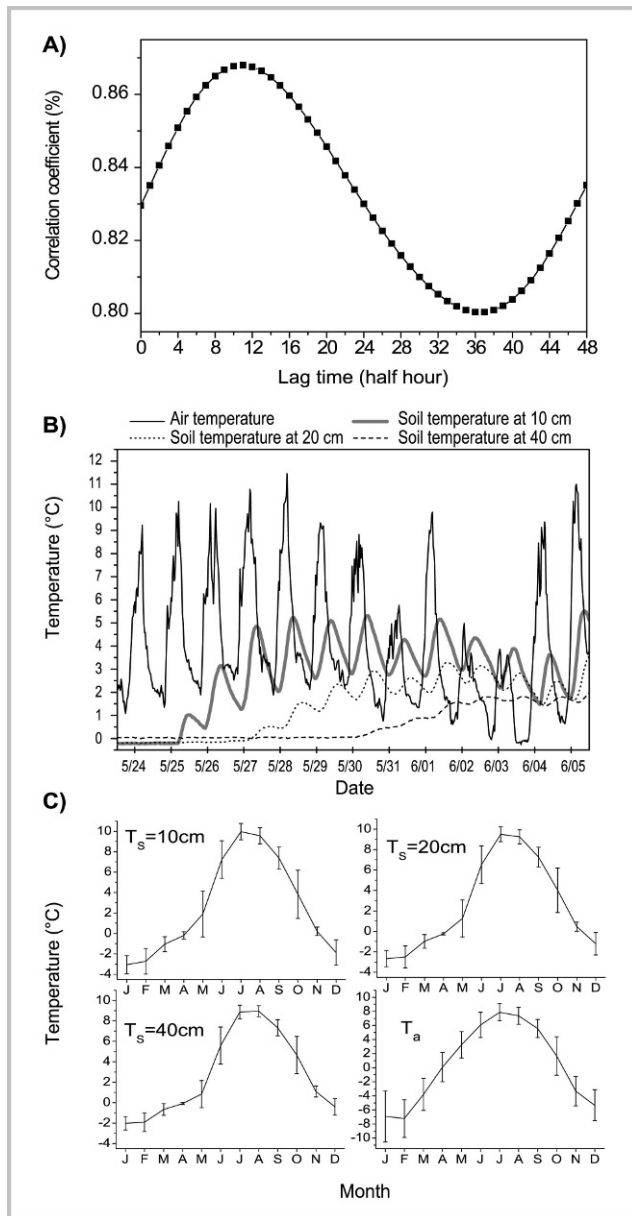 A)
Correlation coefficient (%)
0.86
0.84
0.82
0.80
0 4 8 12 16 20 24 28 32 36 40 44 48
Lag time (half hour)
B)
Air temperature Soil temperature at 10 cm
Soil temperature at 20 cm Soil temperature at 40 cm
Temperature (°C)
12
11
10
9
8
7
6
5
4
3
2
1
0
5/24 5/25 5/26 5/27 5/28 5/29 5/30 5/31 6/01 6/02 6/03 6/04 6/05
Date
C)
Temperature (°C)
Ts=10cm
10
8
6
4
2
0
-2
-4
J F M A M J J A S O N D
Ts=20cm
10
8
6
4
2
0
-2
-4
J F M A M J J A S O N D
Ts=40cm
10
8
6
4
2
0
-2
-4
J F M A M J J A S O N D
Ta
10
8
6
4
2
0
-2
-4
-6
-8
-10
J F M A M J J A S O N D
Month